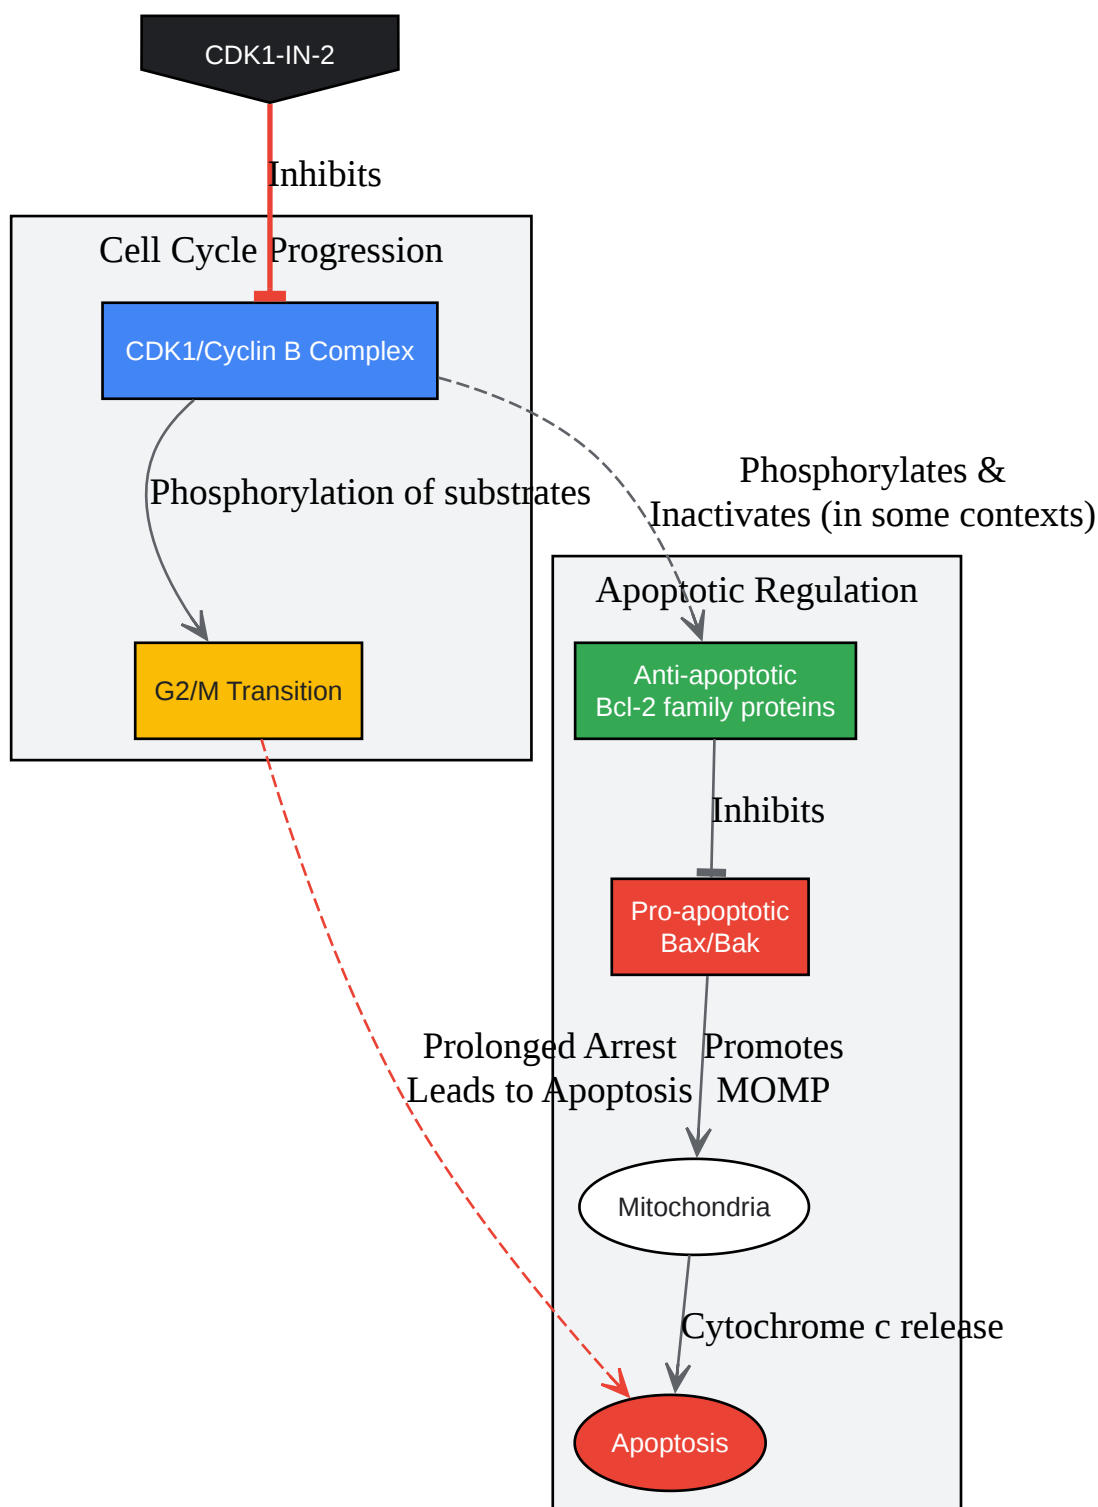 CDK1-IN-2
Inhibits
Cell Cycle Progression
CDK1/Cyclin B Complex
Phosphorylates &
Inactivates (in some contexts)
Phosphorylation of substrates
Apoptotic Regulation
G2/M Transition
Anti-apoptotic
Bcl-2 family proteins
Inhibits
Pro-apoptotic
Bax/Bak
Prolonged Arrest
Leads to Apoptosis
Promotes
MOMP
Mitochondria
Cytochrome c release
Apoptosis